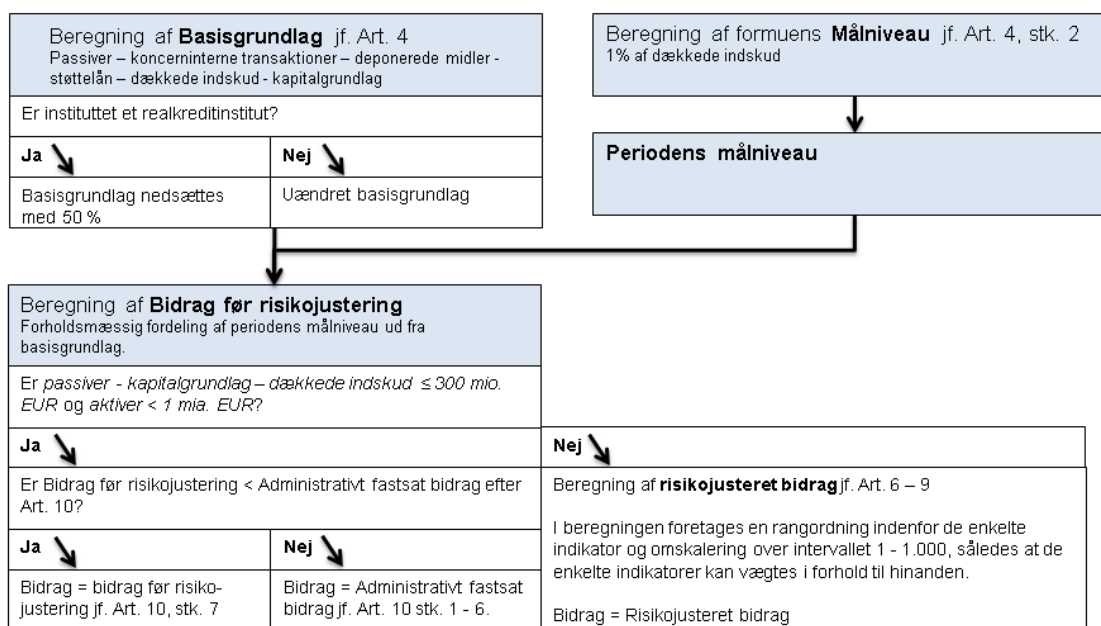 Beregning af Basisgrundlag jf. Art. 4
Passiver – koncerninterne transaktioner – deponerede midler -
støttelån – dækkede indskud - kapitalgrundlag
Er instituttet et realkreditinstitut?
Ja
Basisgrundlag nedsættes
med 50 %
Nej
Uændret basisgrundlag
Beregning af formuens Målniveau jf. Art. 4, stk. 2
1% af dækkede indskud
Periodens målniveau
Beregning af Bidrag før risikojustering
Forholdsmæssig fordeling af periodens målniveau ud fra
basisgrundlag.
Er passiver - kapitalgrundlag – dækkede indskud ≤ 300 mio.
EUR og aktiver < 1 mia. EUR?
Ja
Er Bidrag før risikojustering < Administrativt fastsat bidrag efter
Art. 10?
Ja
Bidrag = bidrag før risiko-
justering jf. Art. 10, stk. 7
Nej
Bidrag = Administrativt fastsat
bidrag jf. Art. 10 stk. 1 - 6.
Nej
Beregning af risikojusteret bidrag jf. Art. 6 – 9
I beregningen foretages en rangordning indenfor de enkelte
indikator og omskalering over intervallet 1 - 1.000, således at de
enkelte indikatorer kan vægtes i forhold til hinanden.
Bidrag = Risikojusteret bidrag